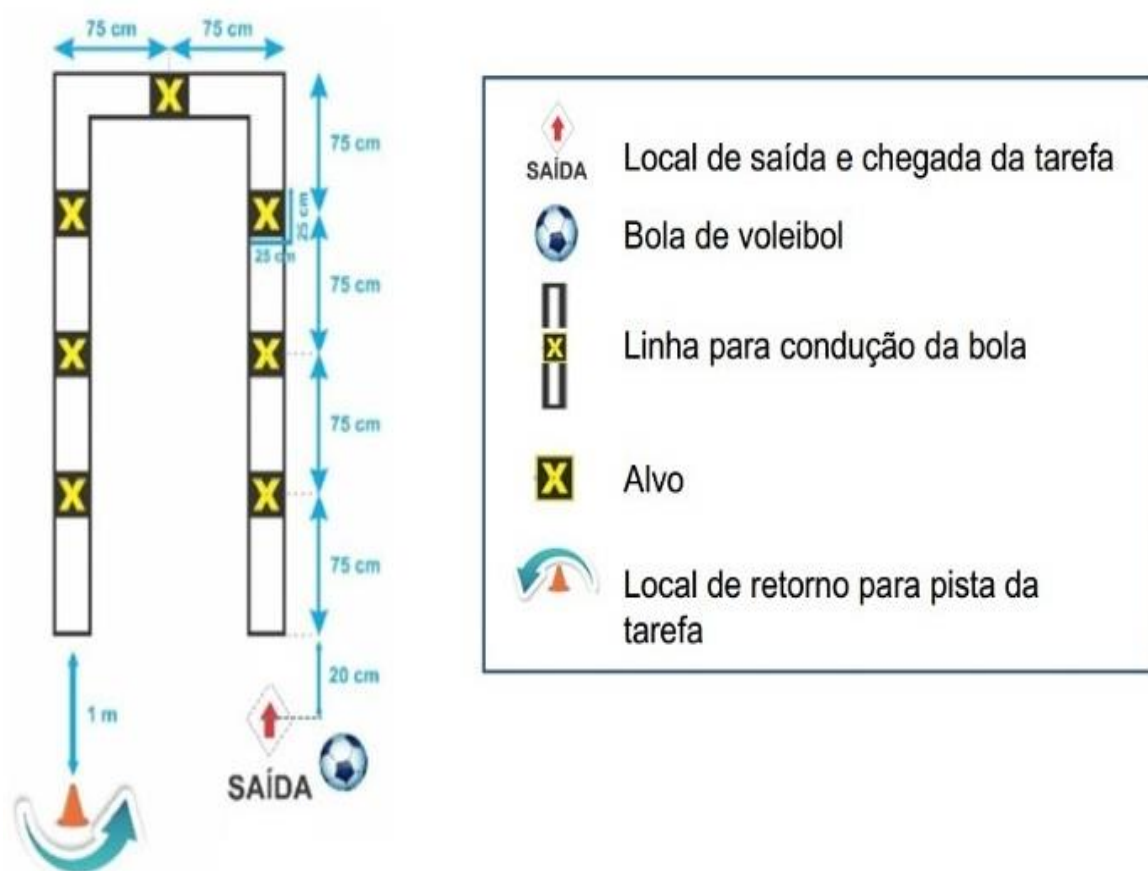 75 cm 75 cm
X
75 cm
X X
25 cm
25 cm
75 cm
X X
75 cm
X X
75 cm
20 cm
1 m
SAÍDA
SAÍDA
Local de saída e chegada da tarefa
Bola de voleibol
X
Linha para condução da bola
X
Alvo
Local de retorno para pista da
tarefa